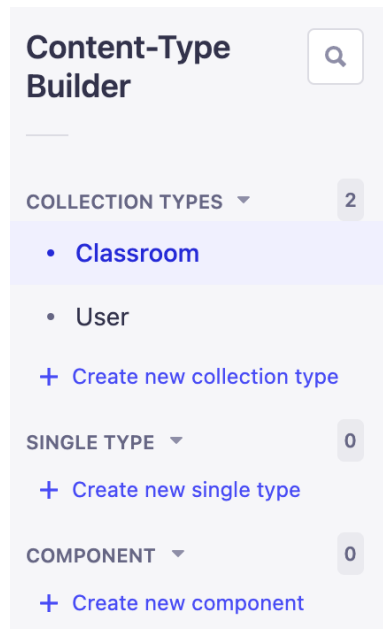 Content-Type
Builder
COLLECTION TYPES 2
Classroom
User
Create new collection type
SINGLE TYPE 0
Create new single type
COMPONENT 0
Create new component